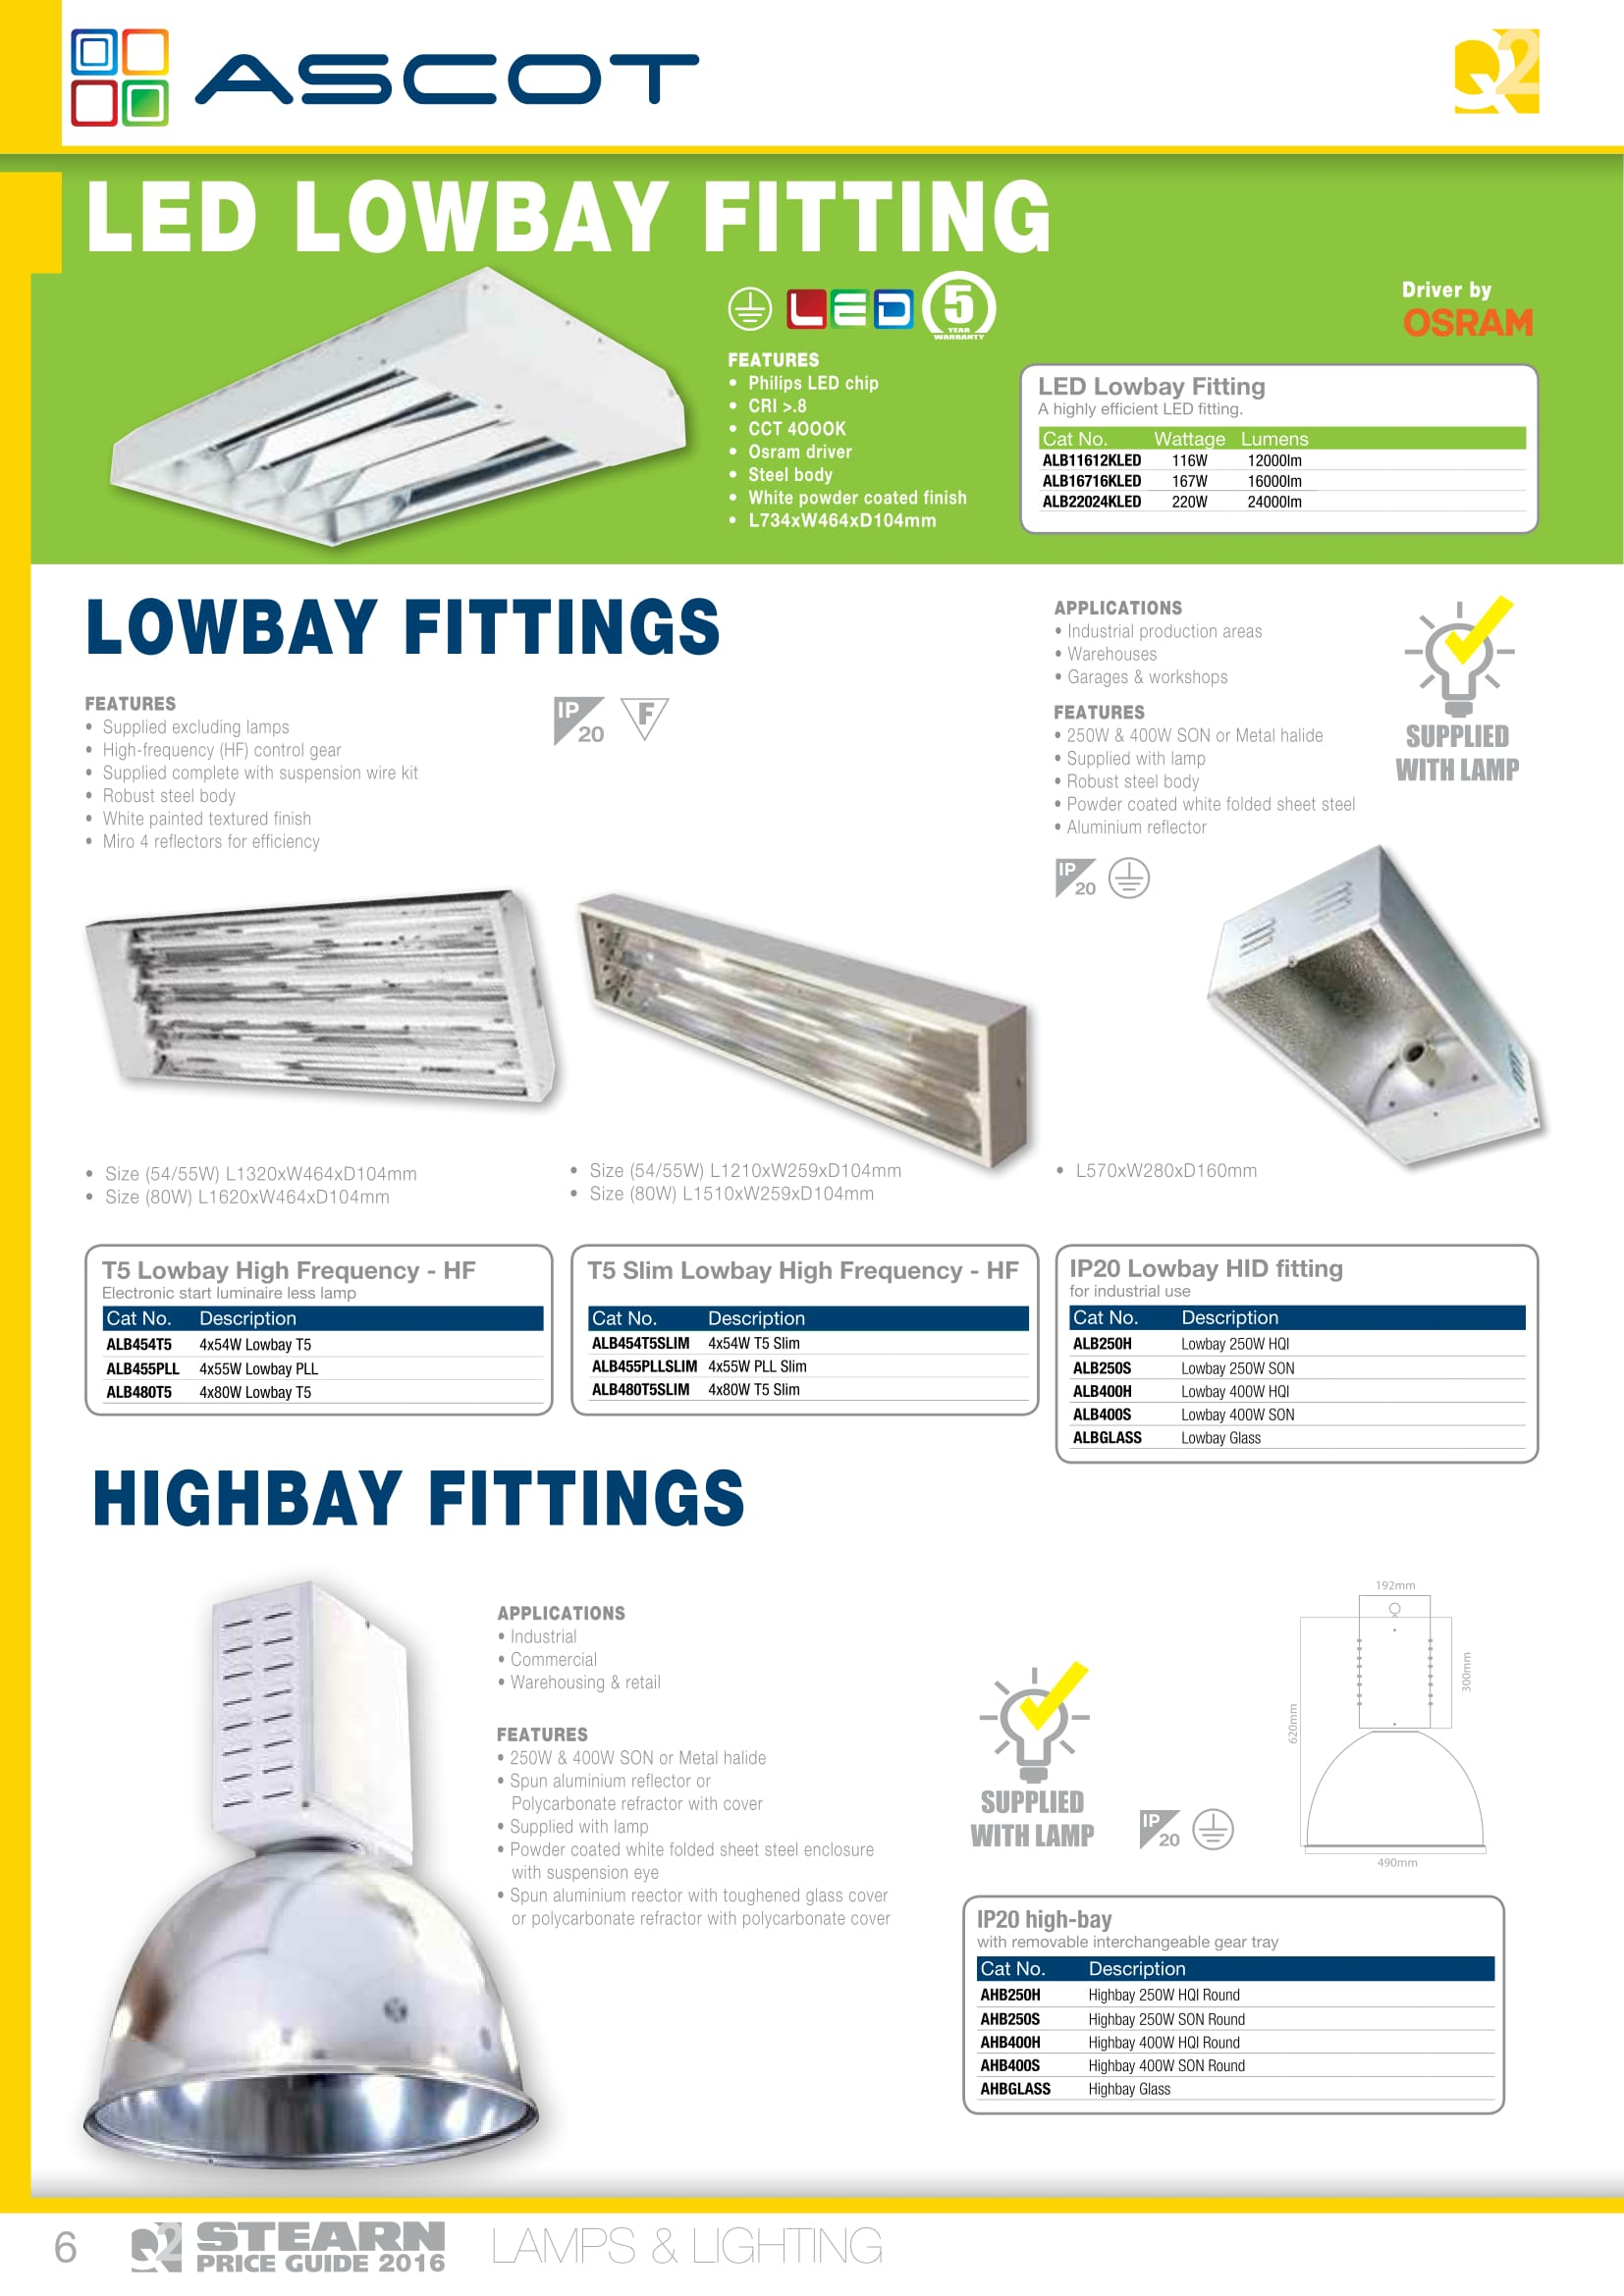 ASCOT
Q2
LED LOWBAY FITTING
LED
5
YEAR
WARRANTY
Driver by
OSRAM
FEATURES
• Philips LED chip
• CRI >.8
• CCT 4000K
• Osram driver
• Steel body
• White powder coated finish
• L734xW464xD104mm
LED Lowbay Fitting
A highly efficient LED fitting.
Cat No. Wattage Lumens
ALB11612KLED 116W 12000lm
ALB16716KLED 167W 16000lm
ALB22024KLED 220W 24000lm
LOWBAY FITTINGS
FEATURES
• Supplied excluding lamps
• High-frequency (HF) control gear
• Supplied complete with suspension wire kit
• Robust steel body
• White painted textured finish
• Miro 4 reflectors for efficiency
IP
20
F
APPLICATIONS
• Industrial production areas
• Warehouses
• Garages & workshops
FEATURES
• 250W & 400W SON or Metal halide
• Supplied with lamp
• Robust steel body
• Powder coated white folded sheet steel
• Aluminium reflector
IP
20
SUPPLIED
WITH LAMP
• Size (54/55W) L1320xW464xD104mm
• Size (80W) L1620xW464xD104mm
• Size (54/55W) L1210xW259xD104mm
• Size (80W) L1510xW259xD104mm
• L570xW280xD160mm
T5 Lowbay High Frequency - HF
Electronic start luminaire less lamp
Cat No. Description
ALB454T5 4x54W Lowbay T5
ALB455PLL 4x55W Lowbay PLL
ALB480T5 4x80W Lowbay T5
T5 Slim Lowbay High Frequency - HF
Cat No. Description
ALB454T5SLIM 4x54W T5 Slim
ALB455PLLSLIM 4x55W PLL Slim
ALB480T5SLIM 4x80W T5 Slim
IP20 Lowbay HID fitting
for industrial use
Cat No. Description
ALB250H Lowbay 250W HQI
ALB250S Lowbay 250W SON
ALB400H Lowbay 400W HQI
ALB400S Lowbay 400W SON
ALBGLASS Lowbay Glass
HIGHBAY FITTINGS
APPLICATIONS
• Industrial
• Commercial
• Warehousing & retail
FEATURES
• 250W & 400W SON or Metal halide
• Spun aluminium reflector or
Polycarbonate refractor with cover
• Supplied with lamp
• Powder coated white folded sheet steel enclosure
with suspension eye
• Spun aluminium reector with toughened glass cover
or polycarbonate refractor with polycarbonate cover
SUPPLIED
WITH LAMP
IP
20
192mm
300mm
620mm
490mm
IP20 high-bay
with removable interchangeable gear tray
Cat No. Description
AHB250H Highbay 250W HQI Round
AHB250S Highbay 250W SON Round
AHB400H Highbay 400W HQI Round
AHB400S Highbay 400W SON Round
AHBGLASS Highbay Glass
6
Q2
STEARN
PRICE GUIDE 2016
LAMPS & LIGHTING